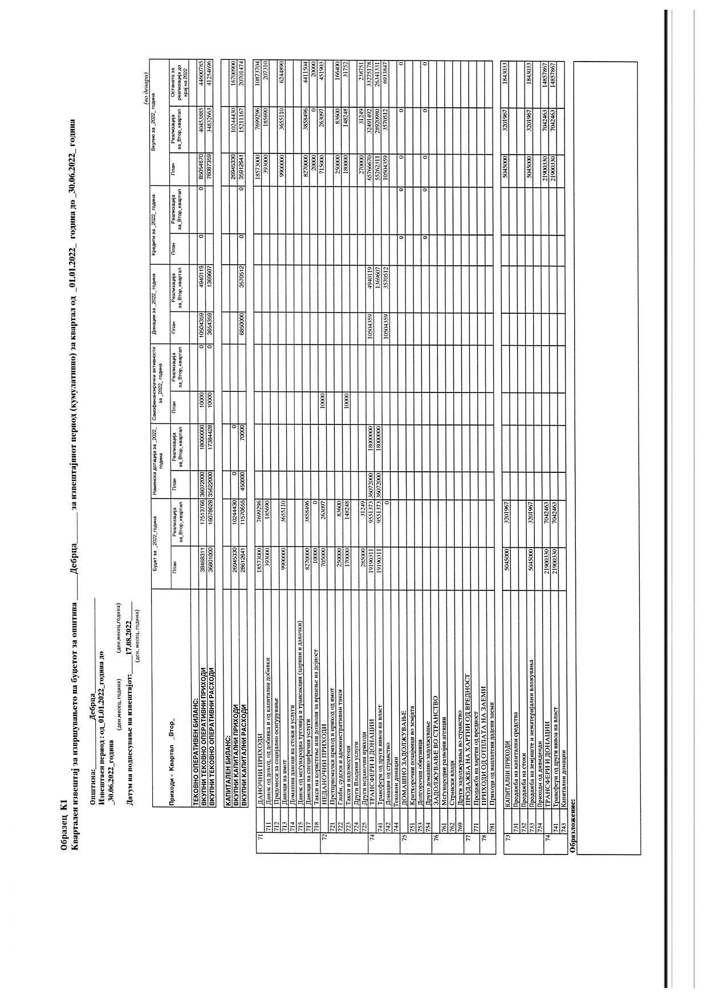 Образец К1
Квартален извештај за извршувањето на буџетот за општина _____Дебрца________ за извештајниот период (кумулативно) за квартал од _01.01.2022_ година до _30.06.2022_ година
Општина:________Дебрца________
Извештаен период : од_01.01.2022_година до
_30.06.2022_година
(ден,месец, година) (ден,месец,година)
Датум на поднесување на извештајот:_____17.08.2022_____
(ден, месец, година)
(во денари)
Приходи - Квартал _Втор_
Буџет за _2022_година
Наменска дотација за _2022_ година
Самофинансирачки активности за _2022_ година
Донации за _2022_ година
Кредити за _2022_ година
Вкупно за _2022_ година
План Реализација за_Втор_квартал План Реализација за_Втор_квартал План Реализација за_Втор_квартал План Реализација за_Втор_квартал План Реализација за_Втор_квартал План Реализација за_Втор_квартал Останато за реализација до крај на 2022
ТЕКОВНО ОПЕРАТИВЕН БИЛАНС:
ВКУПНИ ТЕКОВНО ОПЕРАТИВНИ ПРИХОДИ 38468311 17513766 36072000 18000000 10000 0 10504359 4940119 0 0 85054670 40453885 44600785
ВКУПНИ ТЕКОВНО ОПЕРАТИВНИ РАСХОДИ 36801000 16078628 35622000 17384428 10000 0 3654359 1369607 76087359 34832663 41254696
КАПИТАЛЕН БИЛАНС:
ВКУПНИ КАПИТАЛНИ ПРИХОДИ 26945330 10244430 0 0 26945330 10244430 16700900
ВКУПНИ КАПИТАЛНИ РАСХОДИ 28612641 11570655 450000 70000 6850000 3570512 0 0 35912641 15211167 20701474
71 ДАНОЧНИ ПРИХОДИ 18573000 7699296 18573000 7699296 10873704
711 Данок од доход, од добивка и од капитални добивки 393000 185690 393000 185690 207310
712 Придонеси за социјално осигурување
713 Даноци на имот 9900000 3655110 9900000 3655110 6244890
714 Домашни даноци на стоки и услуги
715 Данок од меѓународна трговија и трансакции (царини и давачки)
717 Даноци на специфични услуги 8270000 3858496 8270000 3858496 4411504
718 Такси на користење или дозволи за вршење на дејност 10000 0 20000 0 20000
72 НЕДАНОЧНИ ПРИХОДИ 705000 263097 10000 715000 263097 451903
721 Претприемачки приход и приход од имот
722 Глоби, судски и административни такси 250000 83600 250000 83600 166400
723 Такси и надоместоци 170000 148248 10000 180000 148248 31752
724 Други Владини услуги
725 Други неданочни приходи 285000 31249 270000 31249 238751
74 ТРАНСФЕРИ И ДОНАЦИИ 19190311 9551373 36072000 18000000 10504359 4940119 65766670 32491492 33275178
741 Трансфери од други нивоа на власт 19190311 9551373 36072000 18000000 1369607 55262311 28920980 26341331
742 Донации од странство 0 10504359 3570512 10504359 3570512 6933847
744 Тековни донации
75 ДОМАШНО ЗАДОЛЖУВАЊЕ 0 0 0 0 0
751 Краткорочни позајмици во земјата
753 Долгорочни обврзници
754 Друго домашно задолжување 0 0 0 0 0
76 ЗАДОЛЖУВАЊЕ ВО СТРАНСТВО
761 Меѓународни развојни агенции
762 Странски влади
769 Други задолжувања во странство
77 ПРОДАЖБА НА ХАРТИИ ОД ВРЕДНОСТ
771 Продажба на хартии од вредност
78 ПРИХОДИ ОД ОТПЛАТА НА ЗАЕМИ
781 Приходи од наплатени дадени заеми
73 КАПИТАЛНИ ПРИХОДИ 5045000 3201967 5045000 3201967 1843033
731 Продажба на капитални средства
732 Продажба на стоки
733 Продажба на земјиште и нематеријални вложувања 5045000 3201967 5045000 3201967 1843033
734 Приходи од дивиденди
74 ТРАНСФЕРИ И ДОНАЦИИ 21900330 7042463 21900330 7042463 14857867
741 Трансфери од други нивоа на власт 21900330 7042463 21900330 7042463 14857867
743 Капитални донации
Образложение: